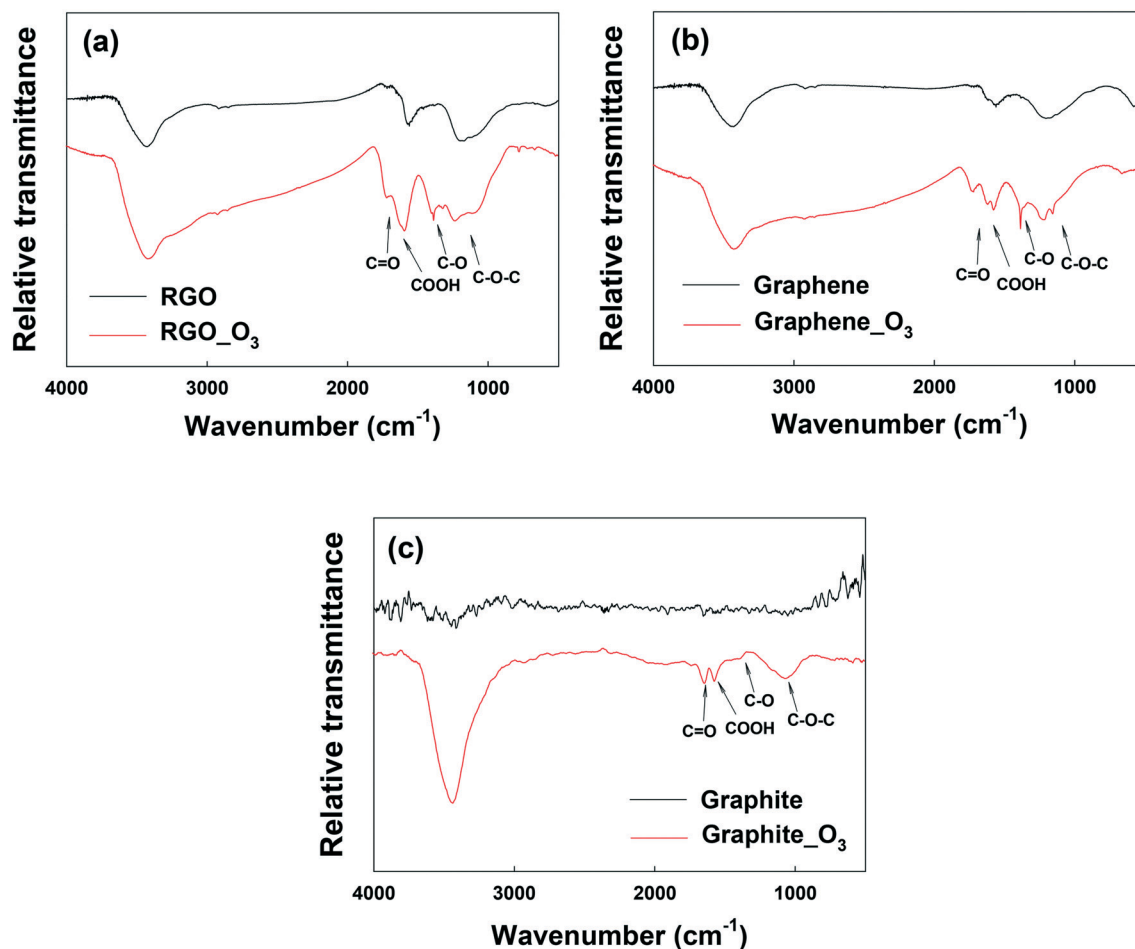 (a)
Relative transmittance
C=O
COOH
C-O
C-O-C
RGO
RGO_O3
4000 3000 2000 1000
Wavenumber (cm-1)
(b)
Relative transmittance
C=O
COOH
C-O
C-O-C
Graphene
Graphene_O3
4000 3000 2000 1000
Wavenumber (cm-1)
(c)
Relative transmittance
C=O
COOH
C-O
C-O-C
Graphite
Graphite_O3
4000 3000 2000 1000
Wavenumber (cm-1)